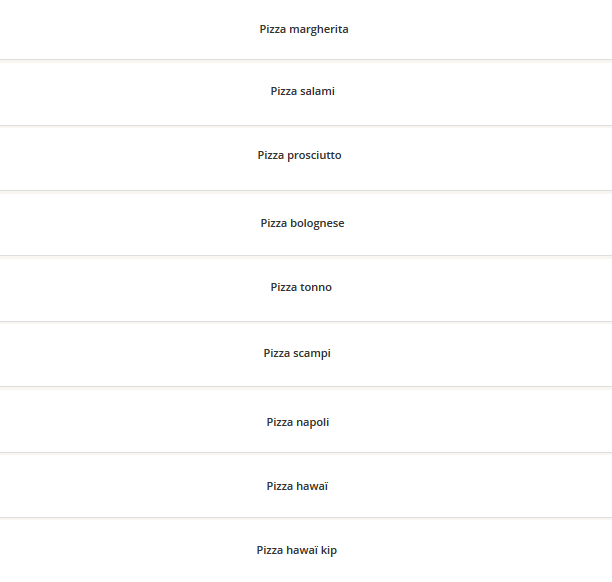 Pizza margherita
Pizza salami
Pizza prosciutto
Pizza bolognese
Pizza tonno
Pizza scampi
Pizza napoli
Pizza hawaï
Pizza hawaï kip